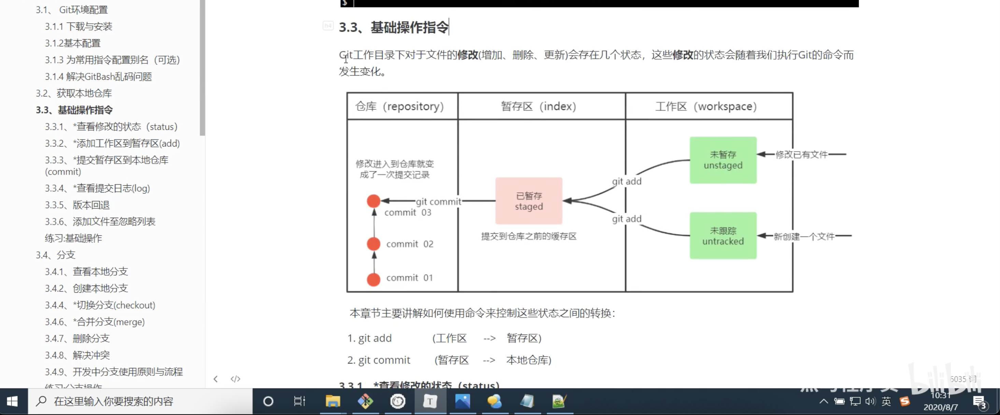 $
3.1、 Git环境配置
3.1.1 下载与安装
3.1.2基本配置
3.1.3 为常用指令配置别名（可选）
3.1.4 解决GitBash乱码问题
3.2、获取本地仓库
3.3、基础操作指令
3.3.1、*查看修改的状态（status）
3.3.2、*添加工作区到暂存区(add)
3.3.3、*提交暂存区到本地仓库
(commit)
3.3.4、*查看提交日志(log)
3.3.5、版本回退
3.3.6、添加文件至忽略列表
练习:基础操作
3.4、分支
3.4.1、查看本地分支
3.4.2、创建本地分支
3.4.4、*切换分支(checkout)
3.4.6、*合并分支(merge)
3.4.7、删除分支
3.4.8、解决冲突
3.4.9、开发中分支使用原则与流程
练习:分支操作
h4
3.3、基础操作指令
Git工作目录下对于文件的修改(增加、删除、更新)会存在几个状态，这些修改的状态会随着我们执行Git的命令而
发生变化。
仓库（repository）
暂存区（index）
工作区（workspace）
修改进入到仓库就变
成了一次提交记录
git commit
commit 03
commit 02
commit 01
已暂存
staged
提交到仓库之前的缓存区
git add
git add
未暂存
unstaged
修改已有文件
未跟踪
untracked
新创建一个文件
本章节主要讲解如何使用命令来控制这些状态之间的转换：
1. git add (工作区 --> 暂存区)
2. git commit (暂存区 --> 本地仓库)
3.3.1、*查看修改的状态（status）
</>
6035 词
bilibili
在这里输入你要搜索的内容
T
英
S
10:31
2020/8/7
3